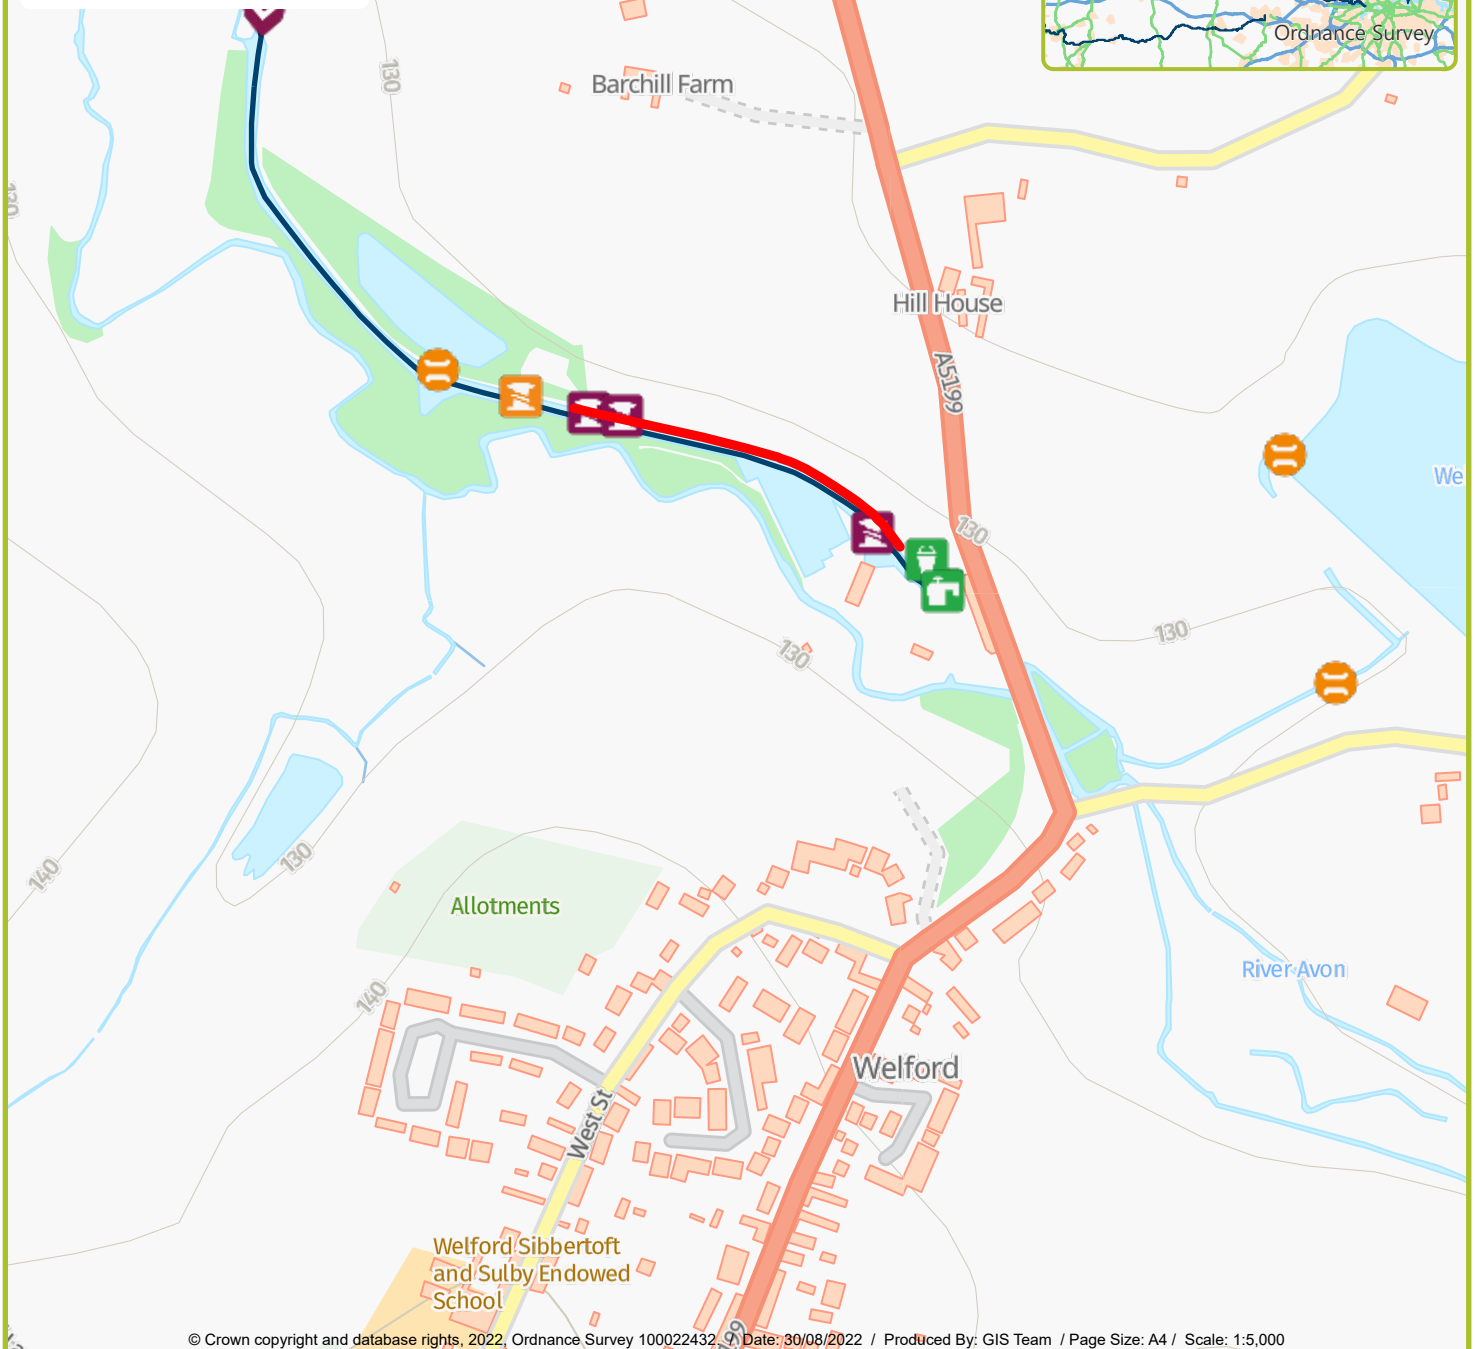 Ordnance Survey
130
Barchill Farm
130
Hill House
A5199
We
130
130
130
140
130
Allotments
140
River Avon
Welford
West St
Welford Sibbertoft
and Sulby Endowed
School
199
© Crown copyright and database rights, 2022, Ordnance Survey 100022432. / Date: 30/08/2022 / Produced By: GIS Team / Page Size: A4 / Scale: 1:5,000